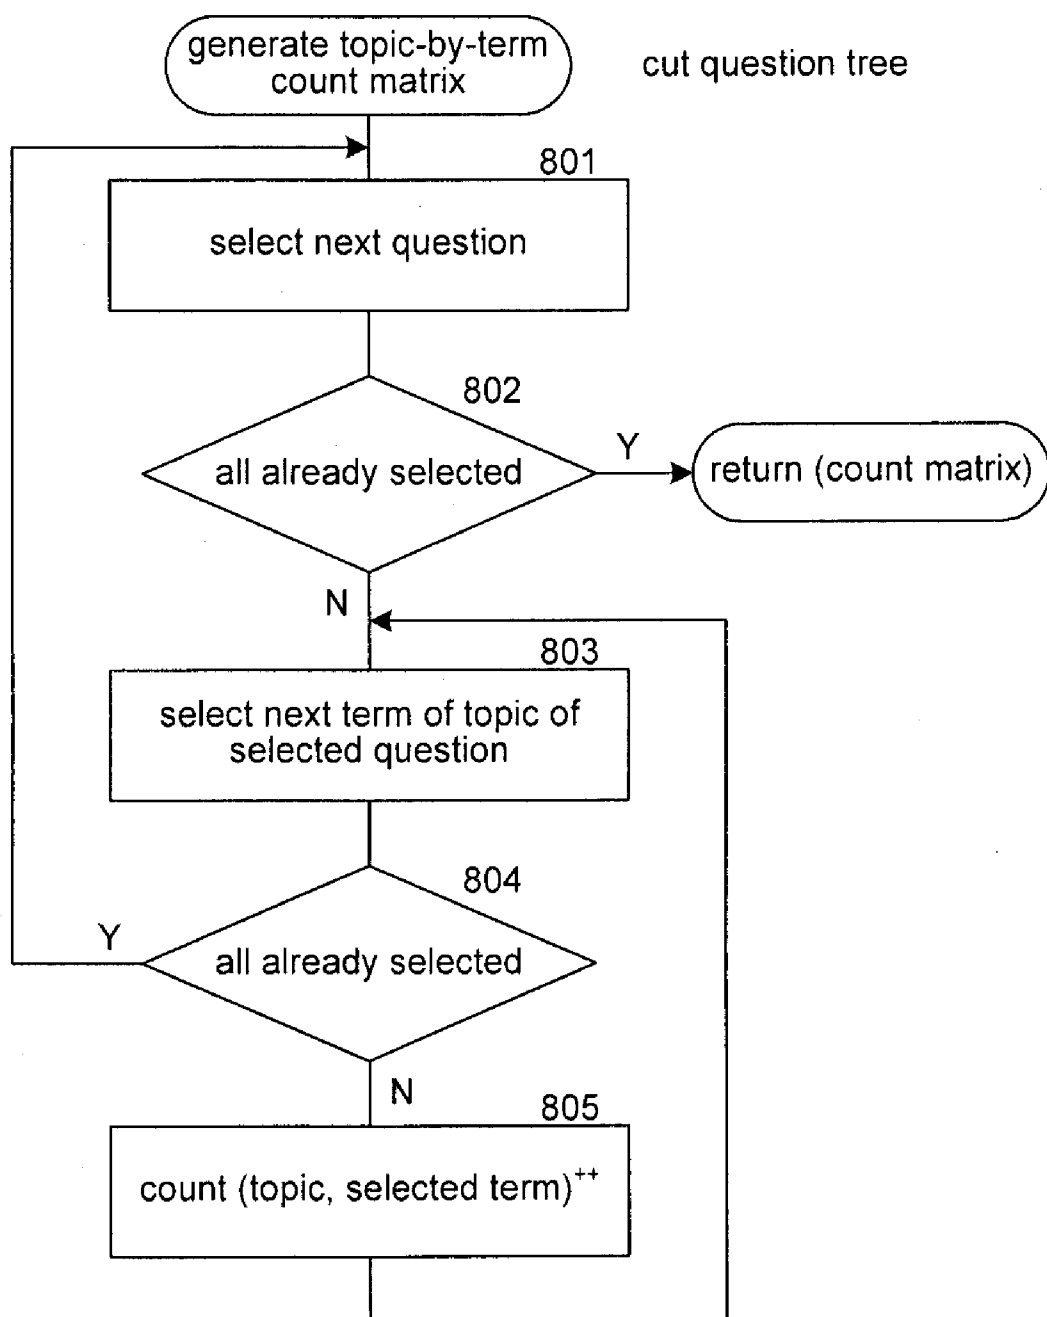 generate topic-by-term
count matrix
cut question tree
801
select next question
802
all already selected
Y
return (count matrix)
N
803
select next term of topic of
selected question
804
Y
all already selected
N
805
count (topic, selected term)++